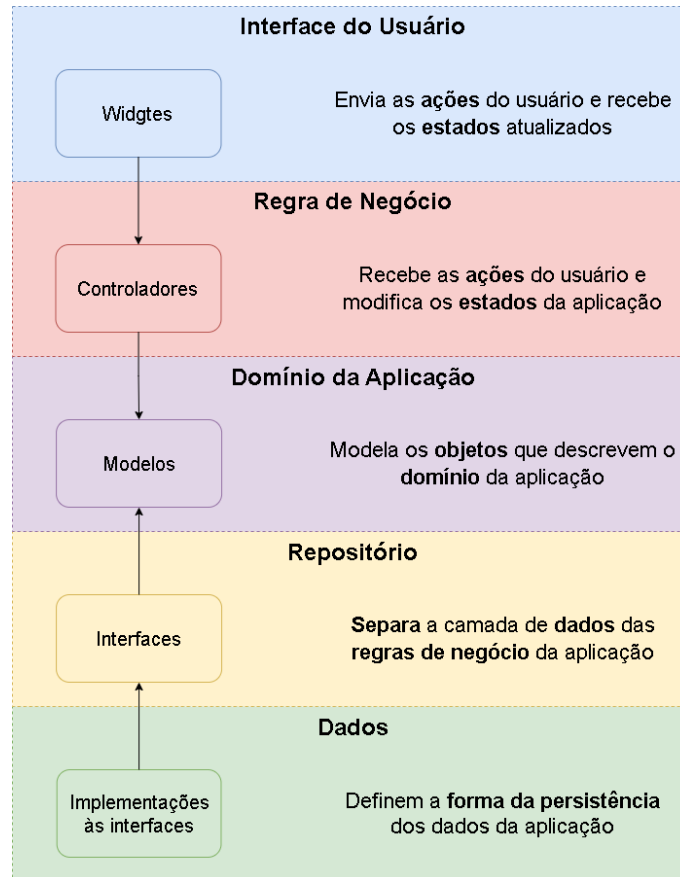 Interface do Usuário
Widgtes
Envia as ações do usuário e recebe
os estados atualizados
Regra de Negócio
Controladores
Recebe as ações do usuário e
modifica os estados da aplicação
Domínio da Aplicação
Modelos
Modela os objetos que descrevem o
domínio da aplicação
Repositório
Interfaces
Separa a camada de dados das
regras de negócio da aplicação
Dados
Implementações
às interfaces
Definem a forma da persistência
dos dados da aplicação